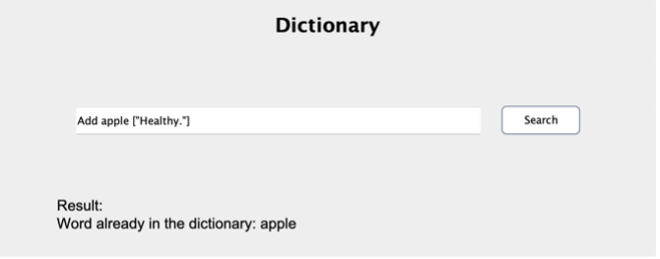 Dictionary
Add apple ["Healthy."]
Search
Result:
Word already in the dictionary: apple